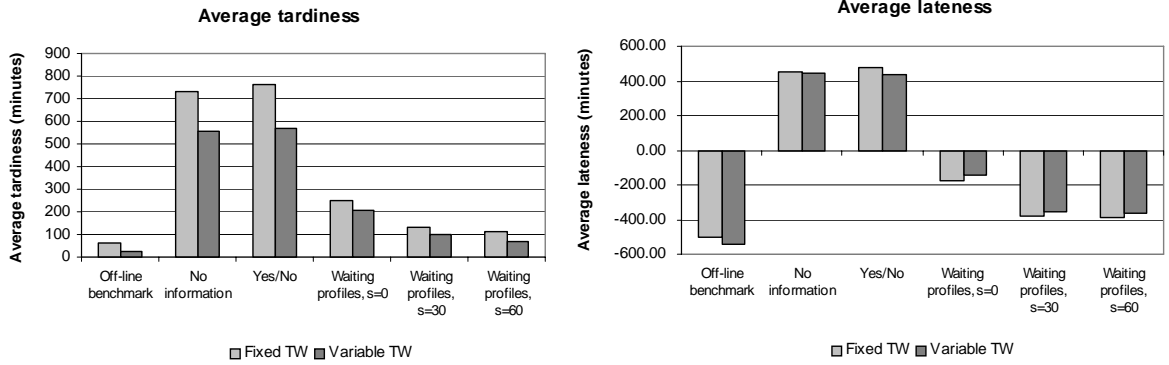 Average tardiness
Average tardiness (minutes)
900
800
700
600
500
400
300
200
100
0
Off-line
benchmark
No
information
Yes/No
Waiting
profiles, s=0
Waiting
profiles,
s=30
Waiting
profiles,
s=60
Fixed TW
Variable TW
Average lateness
Average lateness (minutes)
600.00
400.00
200.00
0.00
-200.00
-400.00
-600.00
Off-line
benchmark
No
information
Yes/No
Waiting
profiles, s=0
Waiting
profiles,
s=30
Waiting
profiles,
s=60
Fixed TW
Variable TW